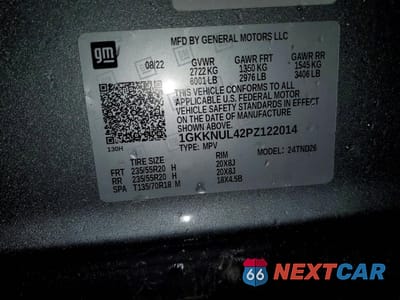 gm
MFD BY GENERAL MOTORS LLC
08/22 GVWR GAWR FRT GAWR RR
2722 KG 1350 KG 1545 KG
6001 LB 2976 LB 3406 LB
THIS VEHICLE CONFORMS TO ALL
APPLICABLE U.S. FEDERAL MOTOR
VEHICLE SAFETY STANDARDS IN EFFECT
ON THE DATE OF MANUFACTURE
SHOWN ABOVE.
1GKKNUL42PZ122014
130H TYPE: MPV MODEL: 24TND26
TIRE SIZE RIM
FRT 235/55R20 H 20X8J
RR 235/55R20 H 20X8J
SPA T135/70R18 M 18X4.5B
66 NEXTCAR